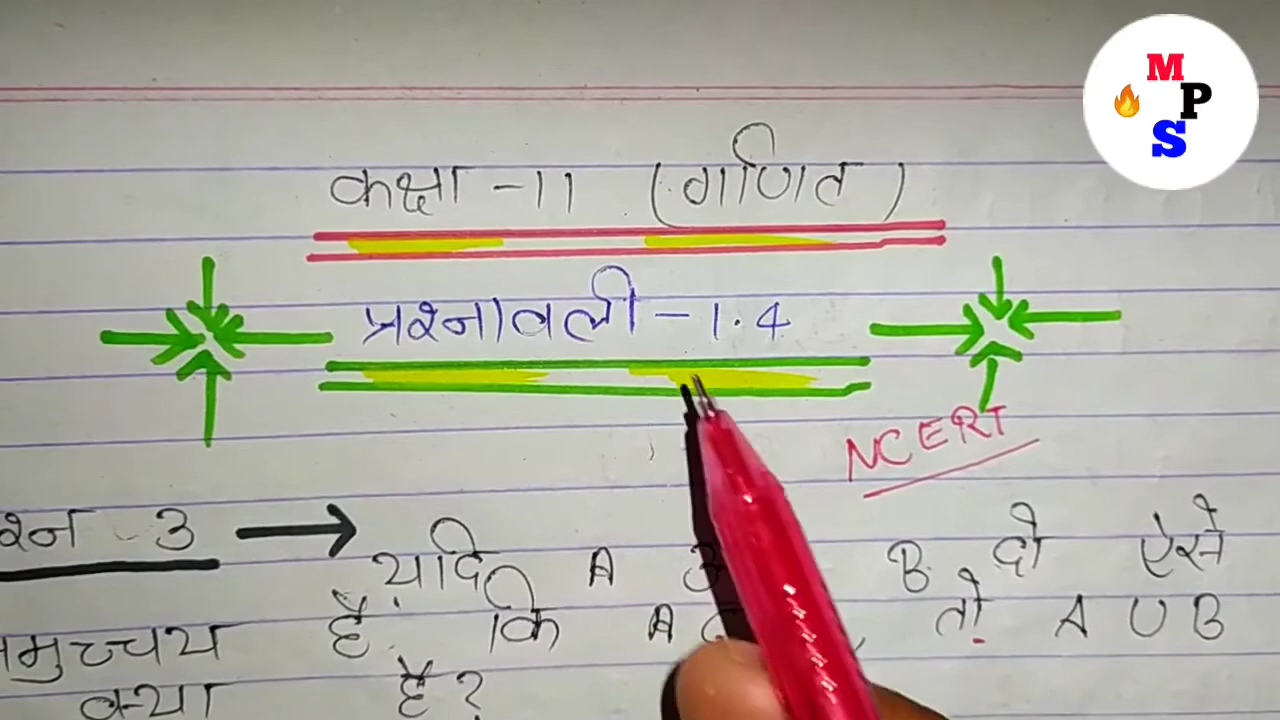 M
P
S
कक्षा -11 (गणित)
प्रश्नावली - 1.4
NCERT
श्न - 3 → यदि A B दो ऐसे
मुच्चय है. कि A , तो A U B
क्या है?